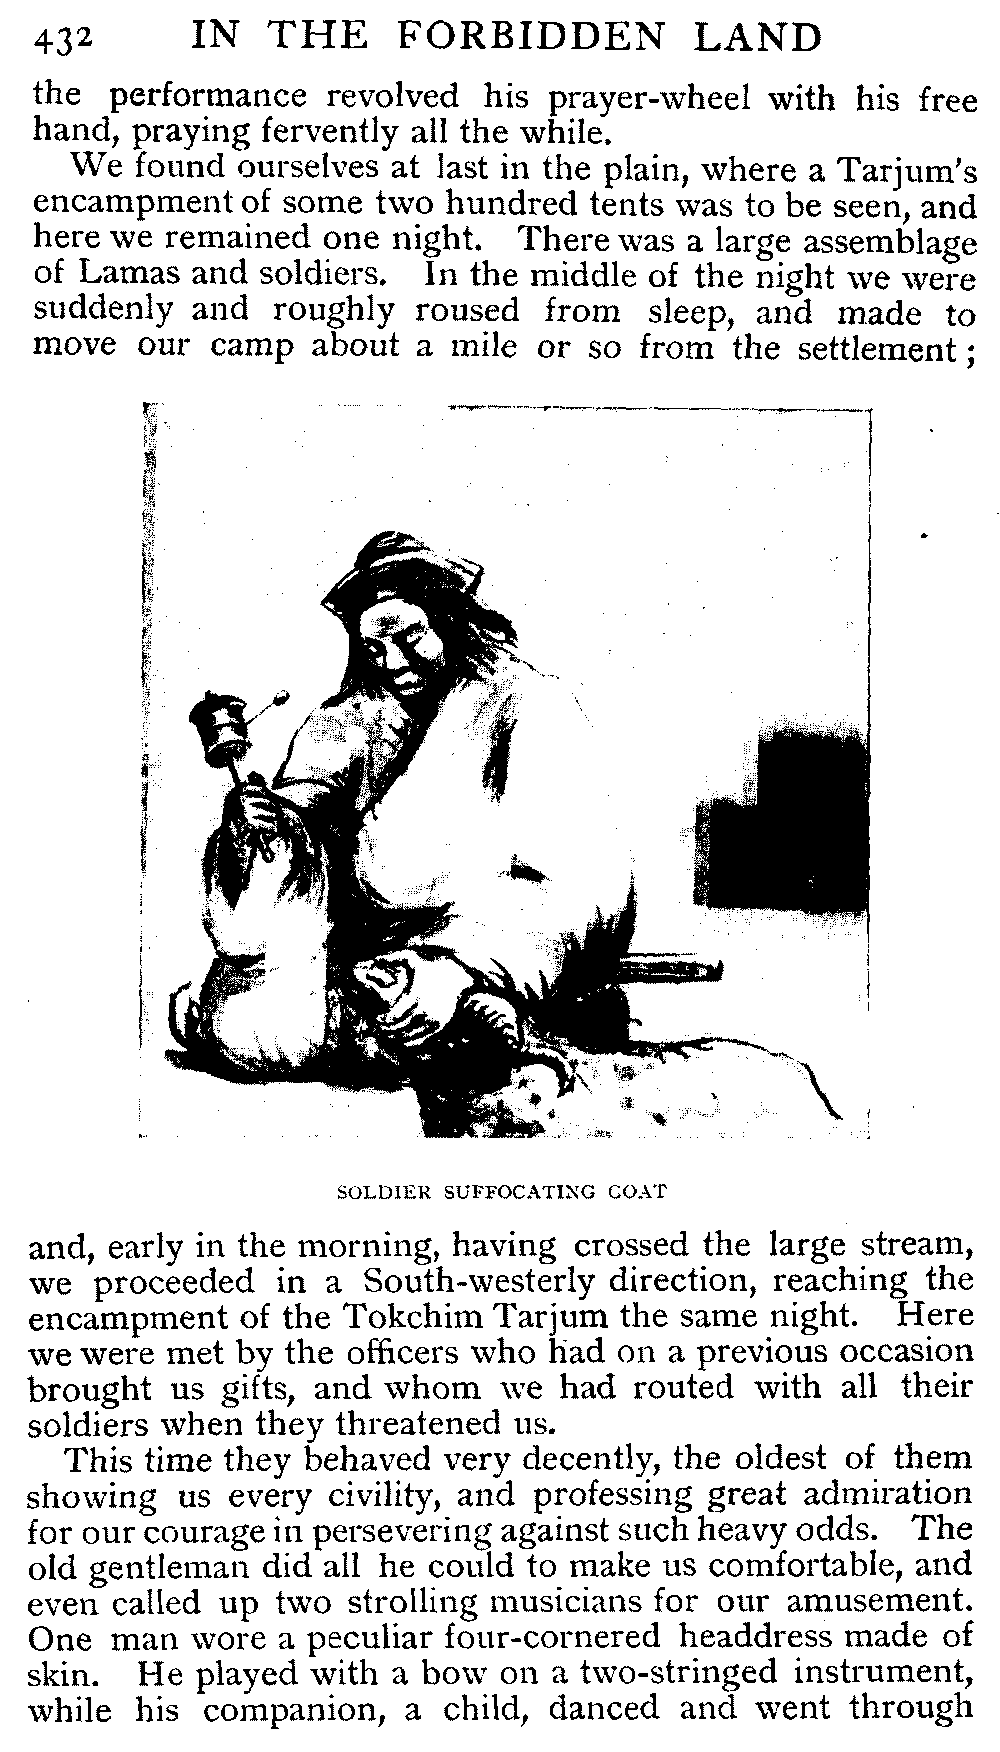 432 IN THE FORBIDDEN LAND
the performance revolved his prayer-wheel with his free
hand, praying fervently all the while.
We found ourselves at last in the plain, where a Tarjum's
encampment of some two hundred tents was to be seen, and
here we remained one night. There was a large assemblage
of Lamas and soldiers. In the middle of the night we were
suddenly and roughly roused from sleep, and made to
move our camp about a mile or so from the settlement ;
SOLDIER SUFFOCATING GOAT
and, early in the morning, having crossed the large stream,
we proceeded in a South-westerly direction, reaching the
encampment of the Tokchim Tarjum the same night. Here
we were met by the officers who had on a previous occasion
brought us gifts, and whom we had routed with all their
soldiers when they threatened us.
This time they behaved very decently, the oldest of them
showing us every civility, and professing great admiration
for our courage in persevering against such heavy odds. The
old gentleman did all he could to make us comfortable, and
even called up two strolling musicians for our amusement.
One man wore a peculiar four-cornered headdress made of
skin. He played with a bow on a two-stringed instrument,
while his companion, a child, danced and went through